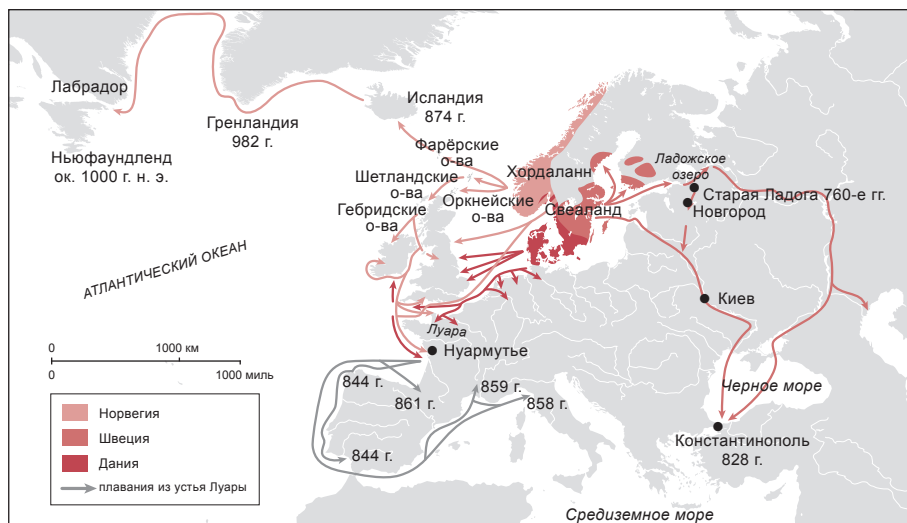 Лабрадор
Гренландия
982 г.
Ньюфаундленд
ок. 1000 г. н. э.
Исландия
874 г.
Фарёрские
о-ва
Шетландские
о-ва
Гебридские
о-ва
Оркнейские
о-ва
Хордаланн
Свеаланд
Ладожское
озеро
Старая Ладога 760-е гг.
Новгород
АТЛАНТИЧЕСКИЙ ОКЕАН
Киев
Луара
Нуармутье
0 1000 км
0 1000 миль
844 г.
861 г.
859 г.
858 г.
844 г.
Черное море
Константинополь
828 г.
Средиземное море
Норвегия
Швеция
Дания
плавания из устья Луары